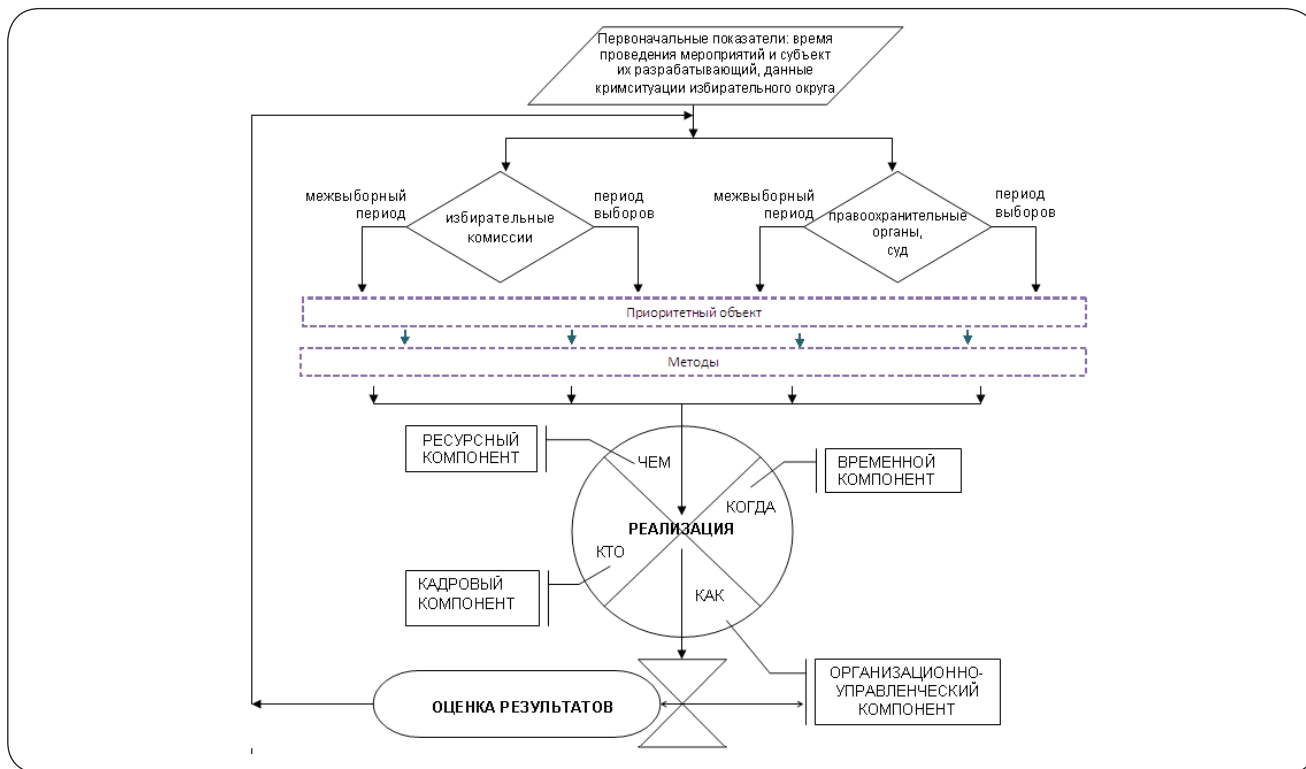 Первоначальные показатели: время
проведения мероприятий и субъект
их разрабатывающий, данные
кримситуации избирательного округа
межвыборный
период
избирательные
комиссии
период
выборов
межвыборный
период
правоохранительные
органы,
суд
период
выборов
Приоритетный объект
Методы
РЕСУРСНЫЙ
КОМПОНЕНТ
ЧЕМ
ВРЕМЕННОЙ
КОМПОНЕНТ
КОГДА
РЕАЛИЗАЦИЯ
КТО
КАДРОВЫЙ
КОМПОНЕНТ
КАК
ОРГАНИЗАЦИОННО-
УПРАВЛЕНЧЕСКИЙ
КОМПОНЕНТ
ОЦЕНКА РЕЗУЛЬТАТОВ